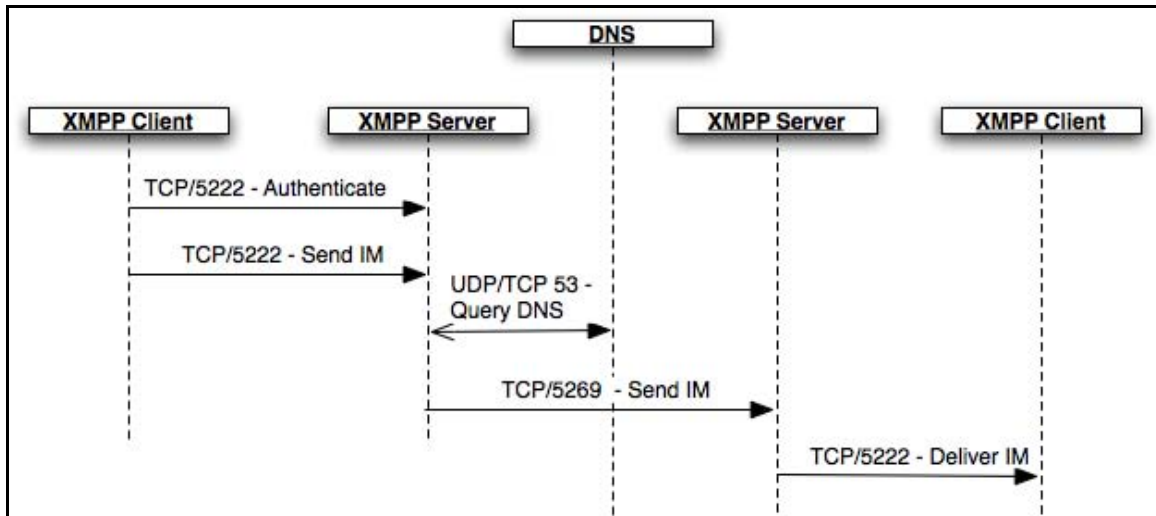 DNS
XMPP Client
XMPP Server
XMPP Server
XMPP Client
TCP/5222 - Authenticate
TCP/5222 - Send IM
UDP/TCP 53 -
Query DNS
TCP/5269 - Send IM
TCP/5222 - Deliver IM